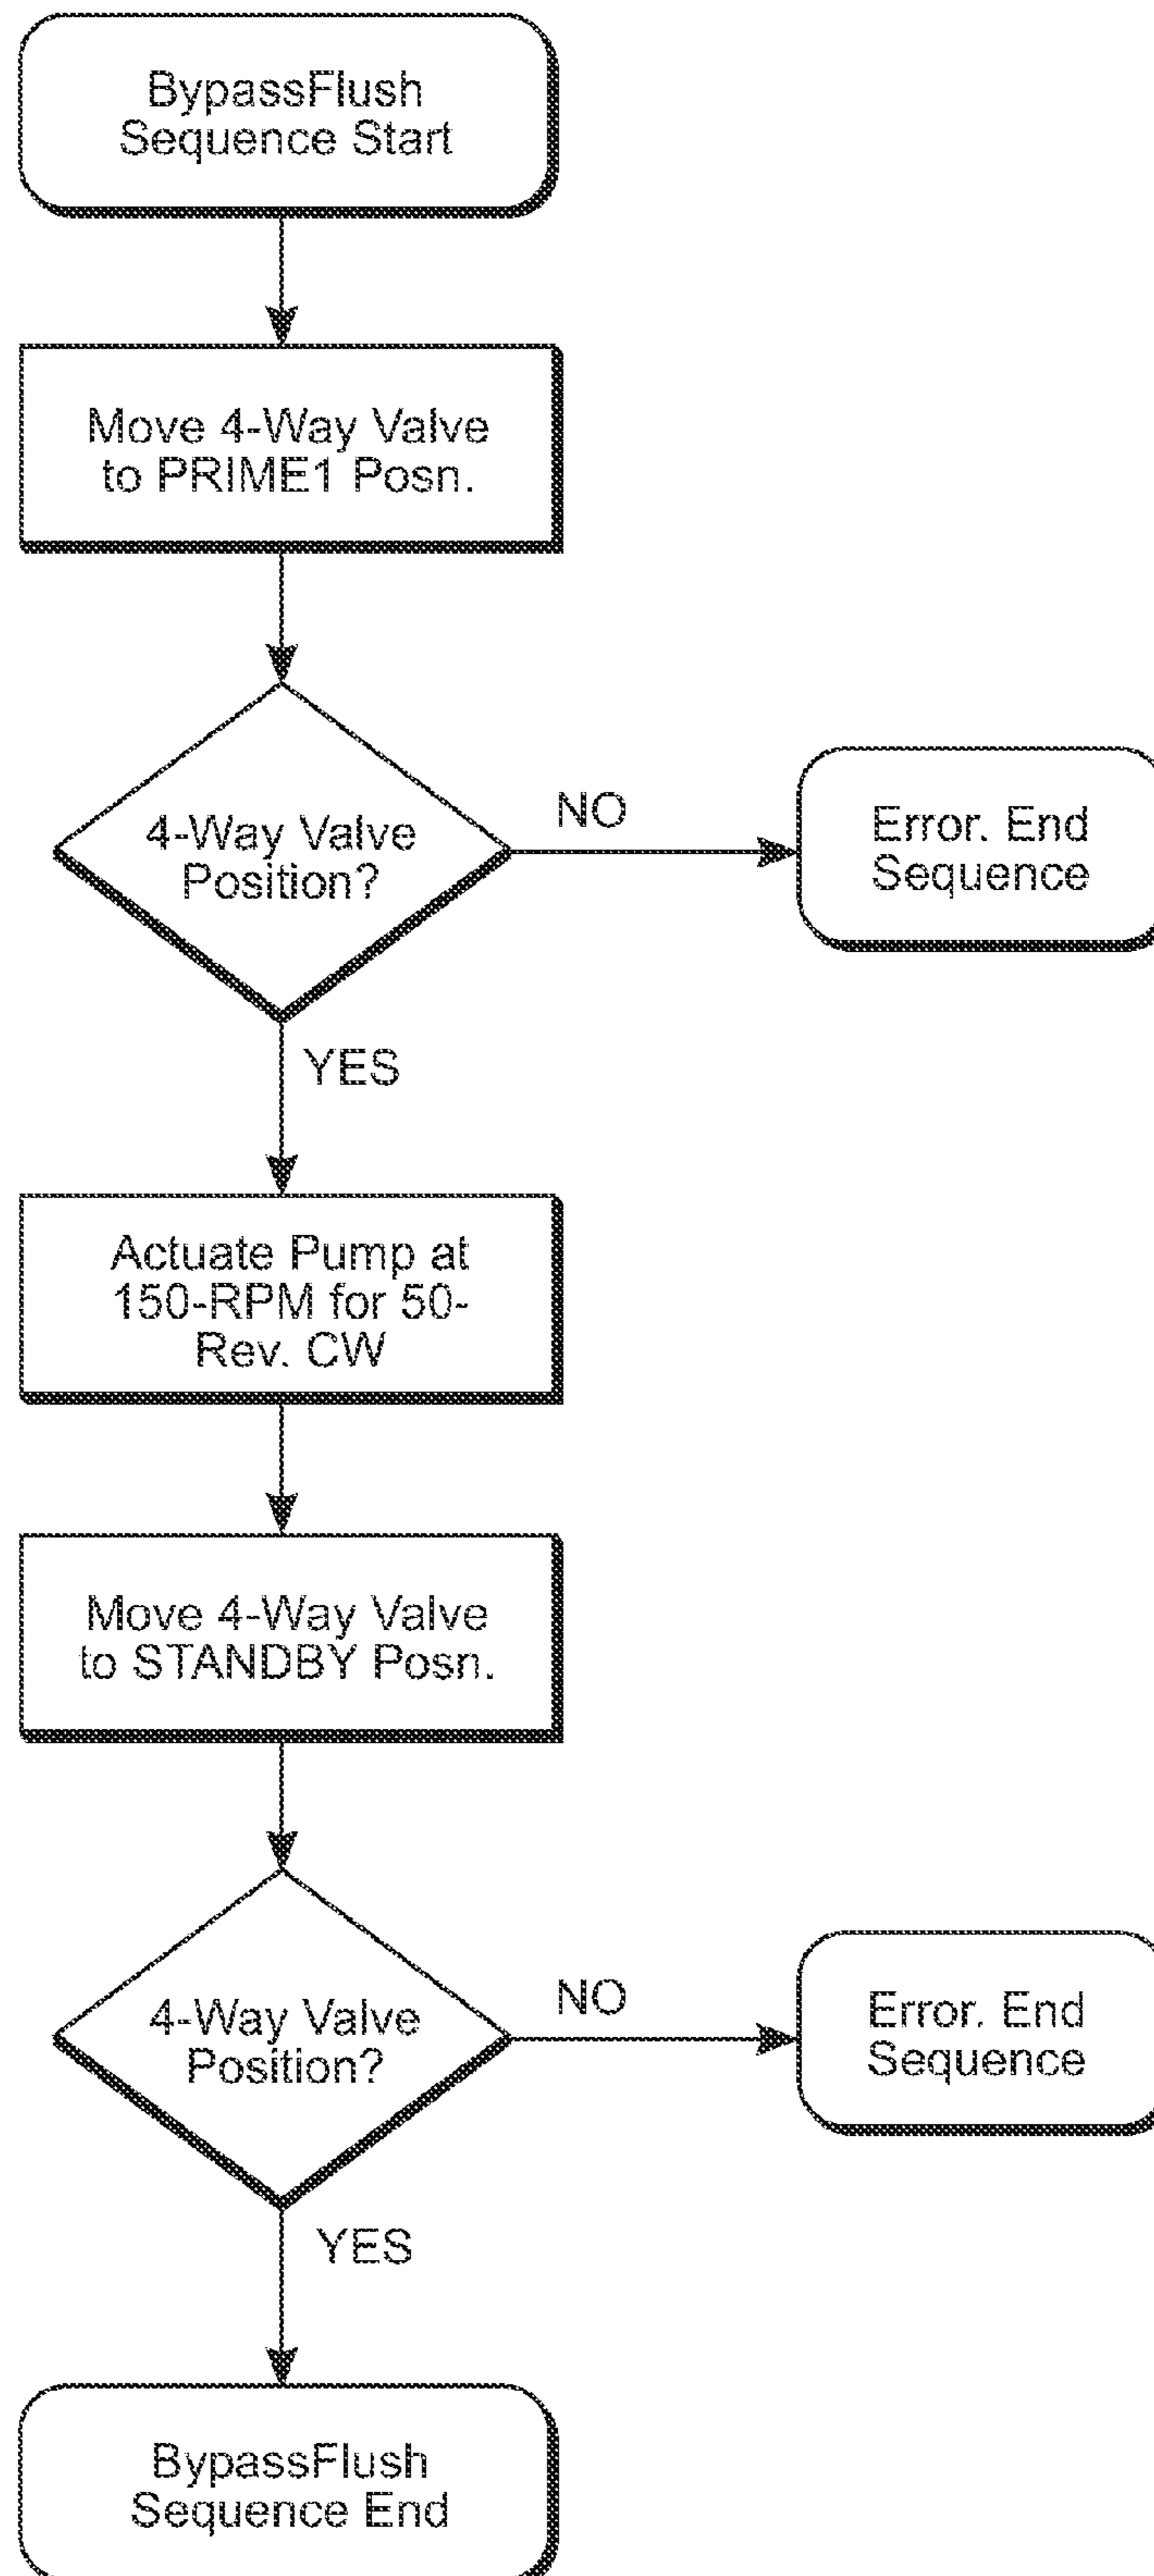 BypassFlush
Sequence Start
Move 4-Way Valve
to PRIME1 Posn.
4-Way Valve
Position?
NO
Error. End
Sequence
YES
Actuate Pump at
150-RPM for 50-
Rev. CW
Move 4-Way Valve
to STANDBY Posn.
4-Way Valve
Position?
NO
Error. End
Sequence
YES
BypassFlush
Sequence End